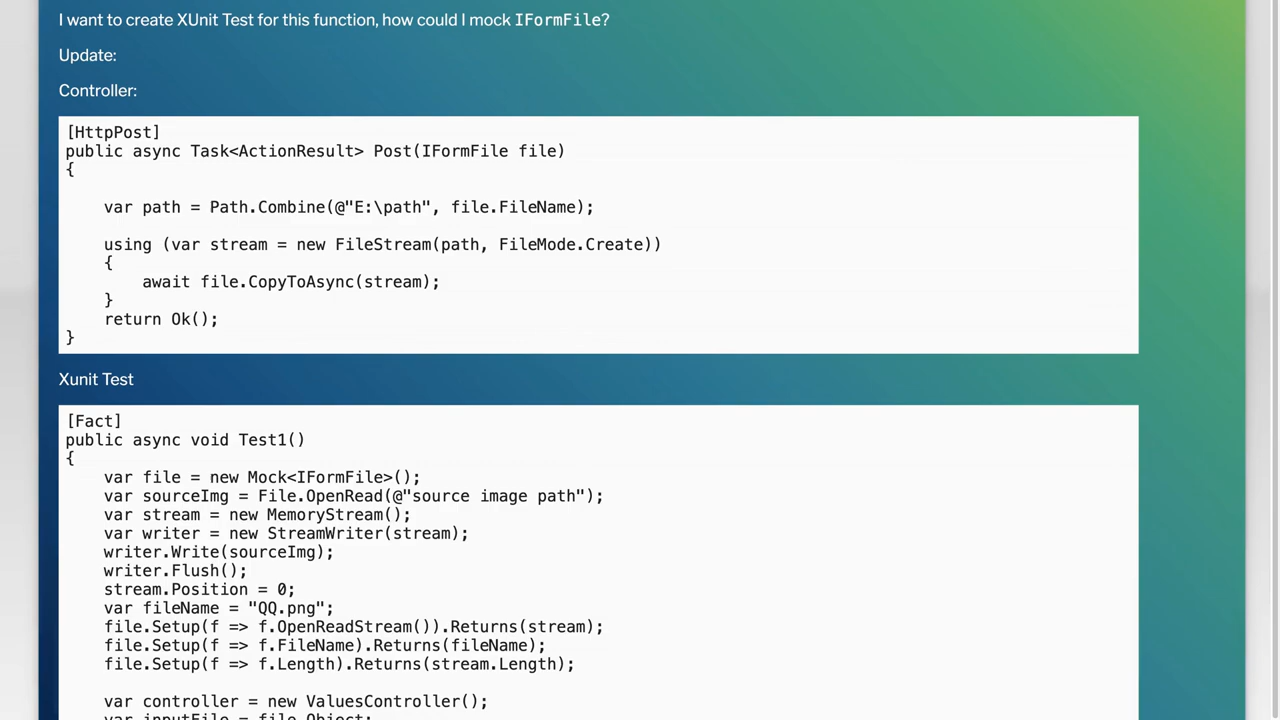 I want to create XUnit Test for this function, how could I mock IFormFile?
Update:
Controller:
[HttpPost]
public async Task<ActionResult> Post(IFormFile file)
{
var path = Path.Combine(@"E:\path", file.FileName);
using (var stream = new FileStream(path, FileMode.Create))
{
await file.CopyToAsync(stream);
}
return Ok();
}
Xunit Test
[Fact]
public async void Test1()
{
var file = new Mock<IFormFile>();
var sourceImg = File.OpenRead(@"source image path");
var stream = new MemoryStream();
var writer = new StreamWriter(stream);
writer.Write(sourceImg);
writer.Flush();
stream.Position = 0;
var fileName = "QQ.png";
file.Setup(f => f.OpenReadStream()).Returns(stream);
file.Setup(f => f.FileName).Returns(fileName);
file.Setup(f => f.Length).Returns(stream.Length);
var controller = new ValuesController();
var inputFile = file.Object;